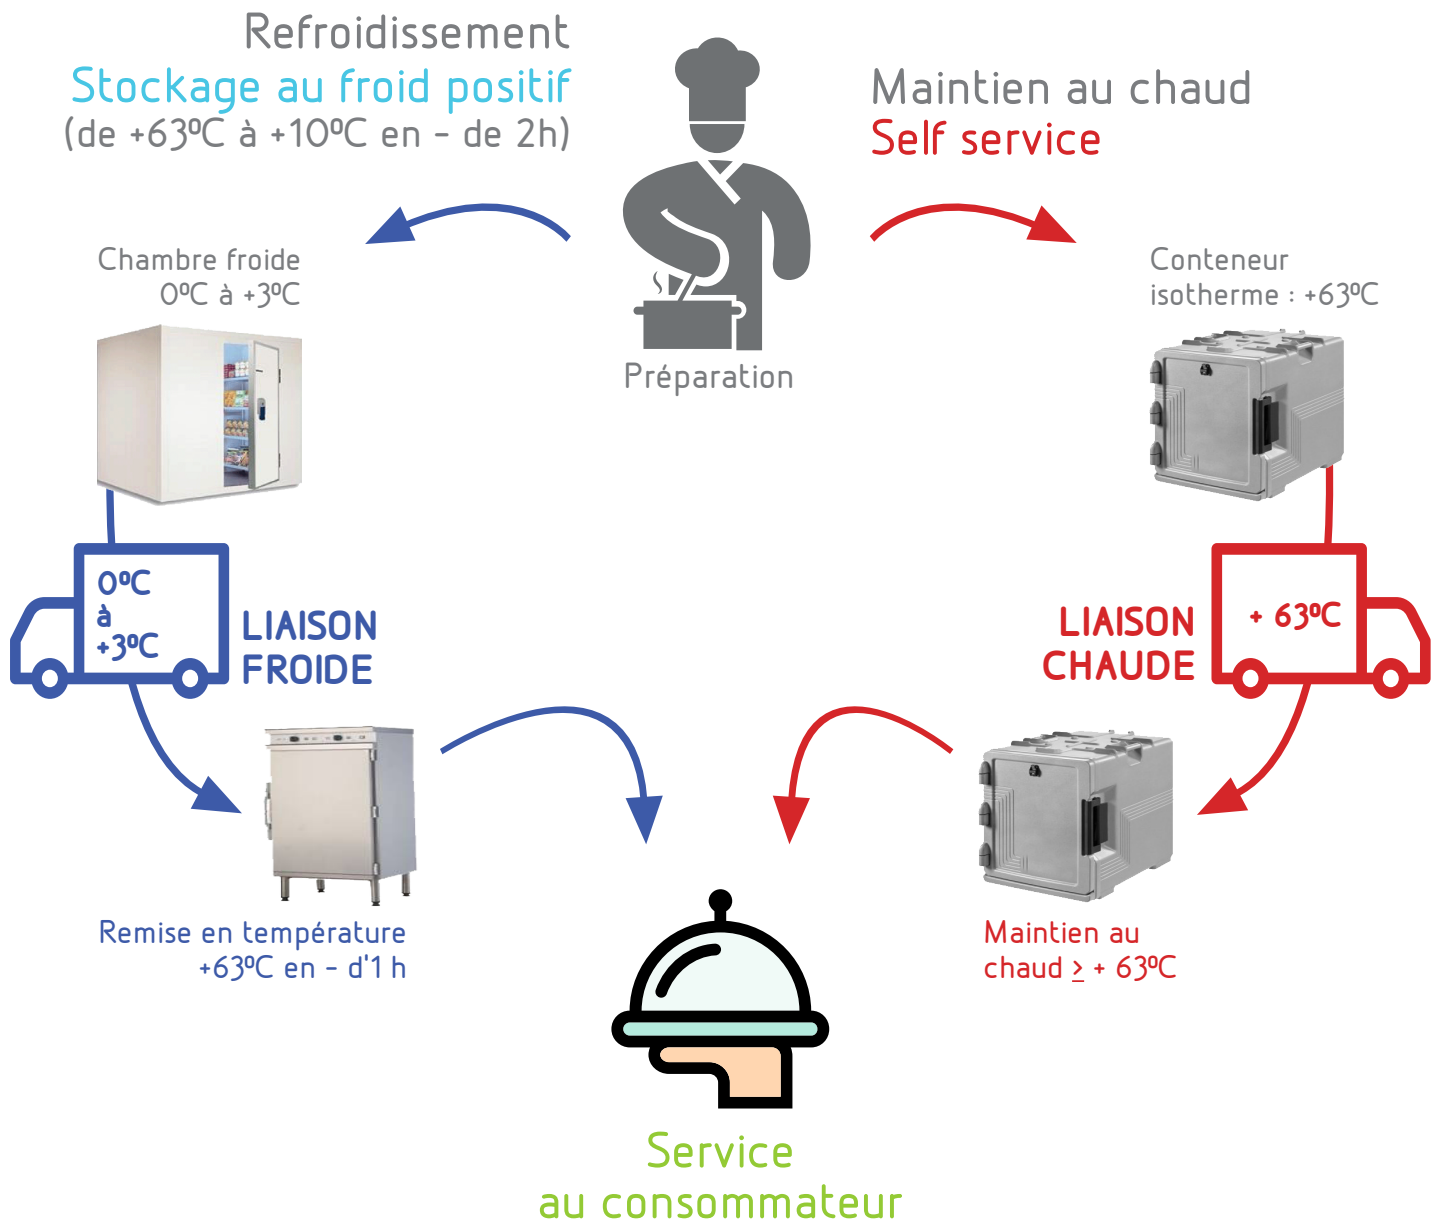 Refroidissement
Stockage au froid positif
(de +63ºC à +10ºC en - de 2h)
Maintien au chaud
Self service
Chambre froide
0ºC à +3ºC
Préparation
Conteneur
isotherme : +63ºC
0ºC
à
+3ºC
LIAISON
FROIDE
LIAISON
CHAUDE
+ 63ºC
Remise en température
+63ºC en - d'1 h
Maintien au
chaud ≥ + 63ºC
Service
au consommateur